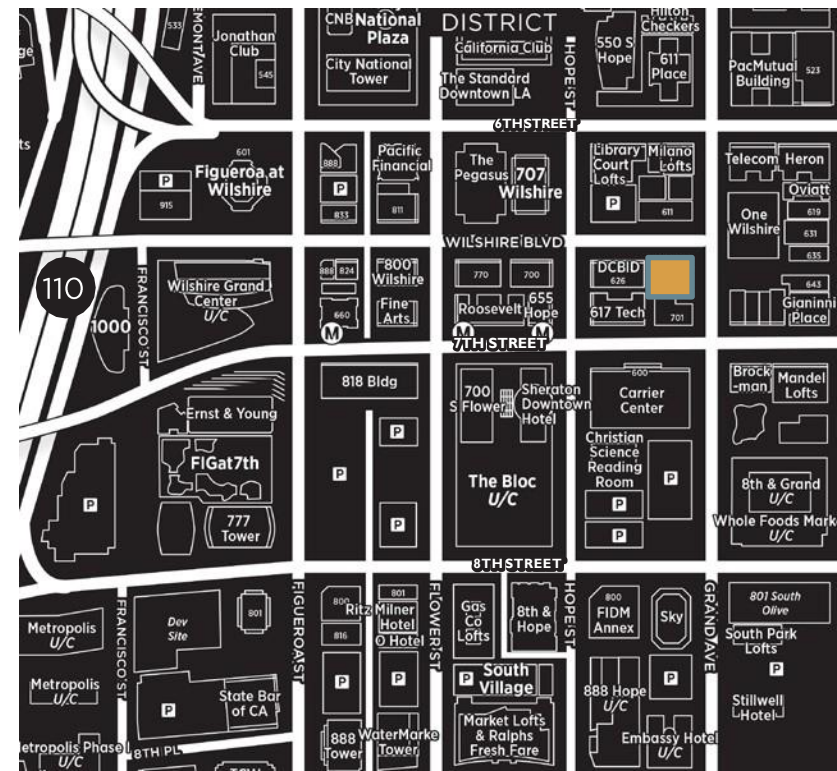 533
EMONT AVE
Jonathan
Club
545
CNB
National
Plaza
City National
Tower
DISTRICT
California Club
The Standard
Downtown LA
HOPE ST
550 S
Hope
Hilton
Checkers
611
Place
PacMutual
Building
523
6TH STREET
ts
601
Figueroa at
Wilshire
P
915
888
P
833
Pacific
Financial
811
The
Pegasus
707
Wilshire
Library
Court
Lofts
Milano
Lofts
P
611
Telecom
Heron
Oviatt
One
Wilshire
619
631
635
WILSHIRE BLVD
110
FRANCISCO ST
1000
Wilshire Grand
Center
U/C
888
824
660
M
800
Wilshire
Fine
Arts
770
700
Roosevelt
655
Hope
M
M
DCBID
626
617 Tech
701
643
Gianinni
Place
7TH STREET
818 Bldg
Ernst & Young
FIGat7th
777
Tower
P
P
P
P
700
S Flower
Sheraton
Downtown
Hotel
The Bloc
U/C
600
Carrier
Center
Christian
Science
Reading
Room
P
P
P
Brock
-man
Mandel
Lofts
8th & Grand
U/C
Whole Foods Mark
U/C
8TH STREET
FRANCISCO ST
FIGUEROA ST
FLOWER ST
HOPE ST
GRAND AVE
Metropolis
U/C
Metropolis
U/C
etropolis Phase I
U/C
Dev
Site
801
P
State Bar
of CA
8TH PL
800
816
P
888
Tower
801
Ritz Milner
Hotel
O Hotel
P
WaterMarke
Tower
Gas
Co
Lofts
8th &
Hope
P
South
Village
Market Lofts
& Ralphs
Fresh Fare
800
FIDM
Annex
Sky
888 Hope
U/C
P
Embassy Hotel
U/C
801 South
Olive
South Park
Lofts
P
Stillwell
Hotel